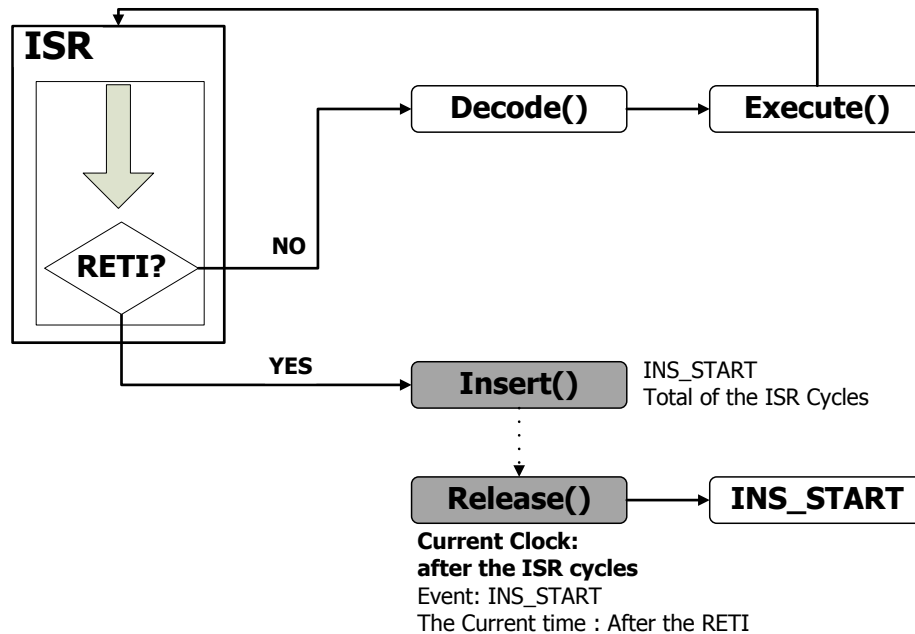 ISR
Decode()
Execute()
NO
RETI?
YES
Insert()
INS_START
Total of the ISR Cycles
Release()
INS_START
Current Clock:
after the ISR cycles
Event: INS_START
The Current time : After the RETI